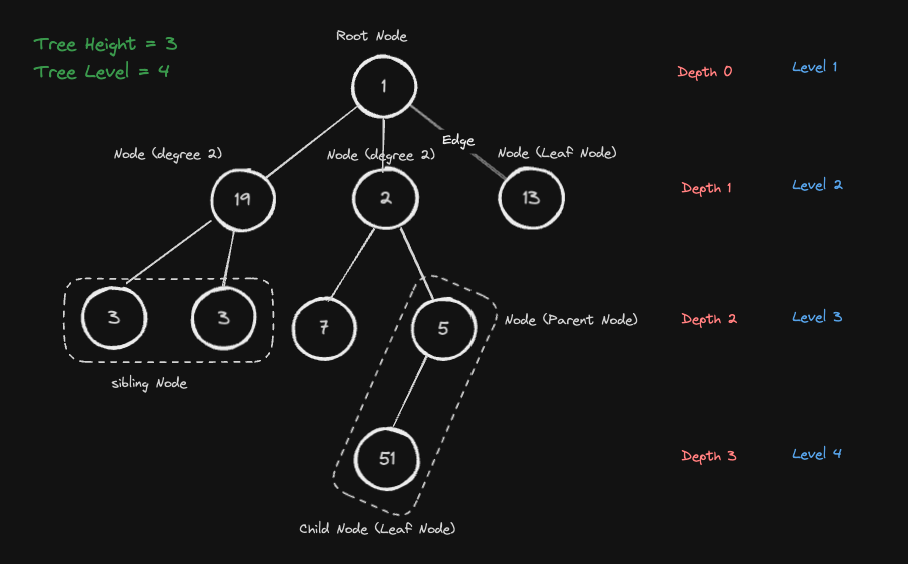 Tree Height = 3
Tree Level = 4
Root Node
1
Depth 0
Level 1
Edge
Node (degree 2)
Node (degree 2)
Node (Leaf Node)
19
2
13
Depth 1
Level 2
3
3
7
5
Node (Parent Node)
Depth 2
Level 3
sibling Node
51
Depth 3
Level 4
Child Node (Leaf Node)